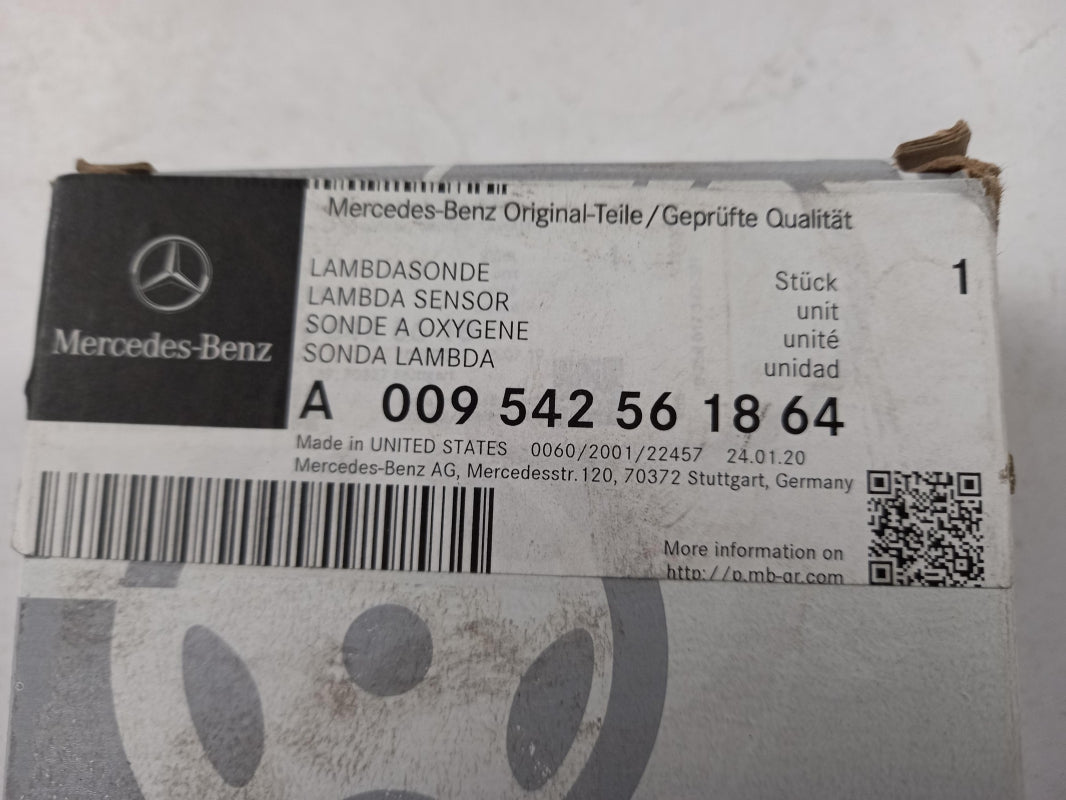 Mercedes-Benz Original-Teile/Geprüfte Qualität
Mercedes-Benz
LAMBDASONDE
LAMBDA SENSOR
SONDE A OXYGENE
SONDA LAMBDA
Stück 1
unit
unité
unidad
A 009 542 56 18 64
Made in UNITED STATES 0060/2001/22457 24.01.20
Mercedes-Benz AG, Mercedesstr.120, 70372 Stuttgart, Germany
More information on
http://p.mb-qr.com